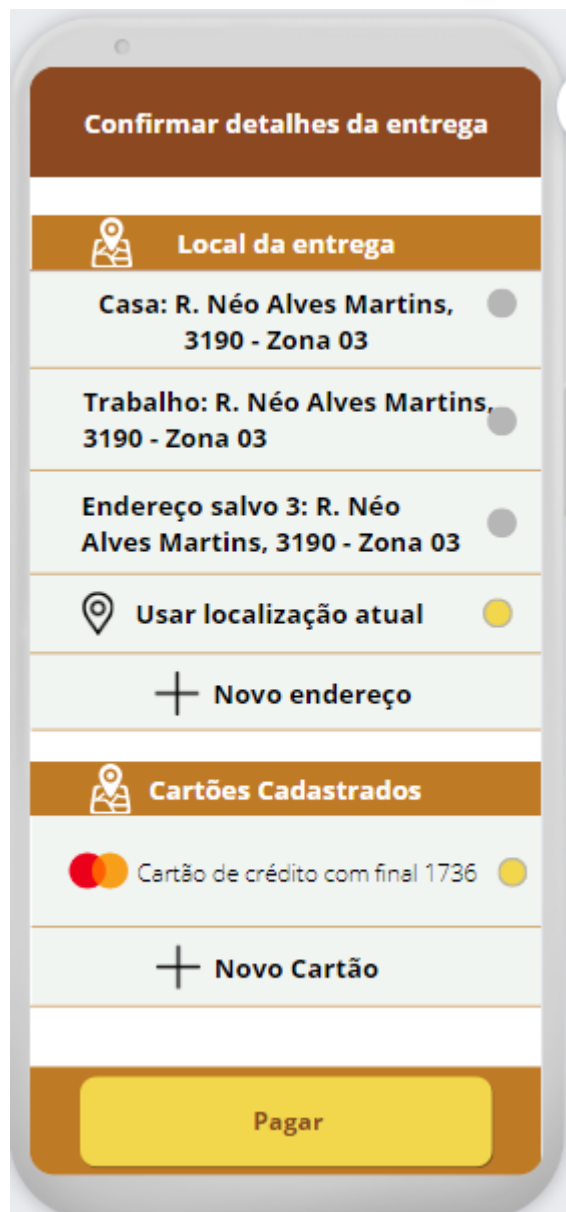 Confirmar detalhes da entrega
Local da entrega
Casa: R. Néo Alves Martins,
3190 - Zona 03
Trabalho: R. Néo Alves Martins,
3190 - Zona 03
Endereço salvo 3: R. Néo
Alves Martins, 3190 - Zona 03
Usar localização atual
Novo endereço
Cartões Cadastrados
Cartão de crédito com final 1736
Novo Cartão
Pagar